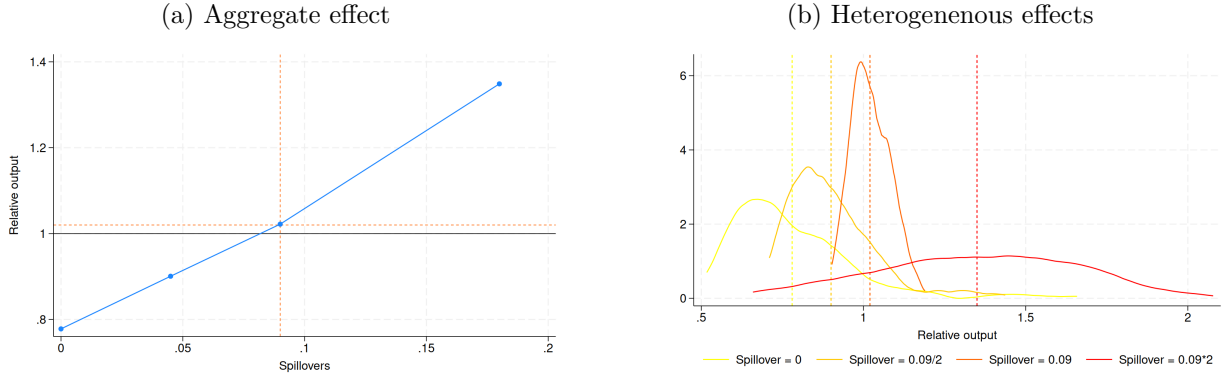 (a) Aggregate effect
1.4
1.2
1
.8
Relative output
0
.05
.1
.15
.2
Spillovers
(b) Heterogenenous effects
6
4
2
0
.5
1
1.5
2
Relative output
Spillover = 0
Spillover = 0.09/2
Spillover = 0.09
Spillover = 0.09*2